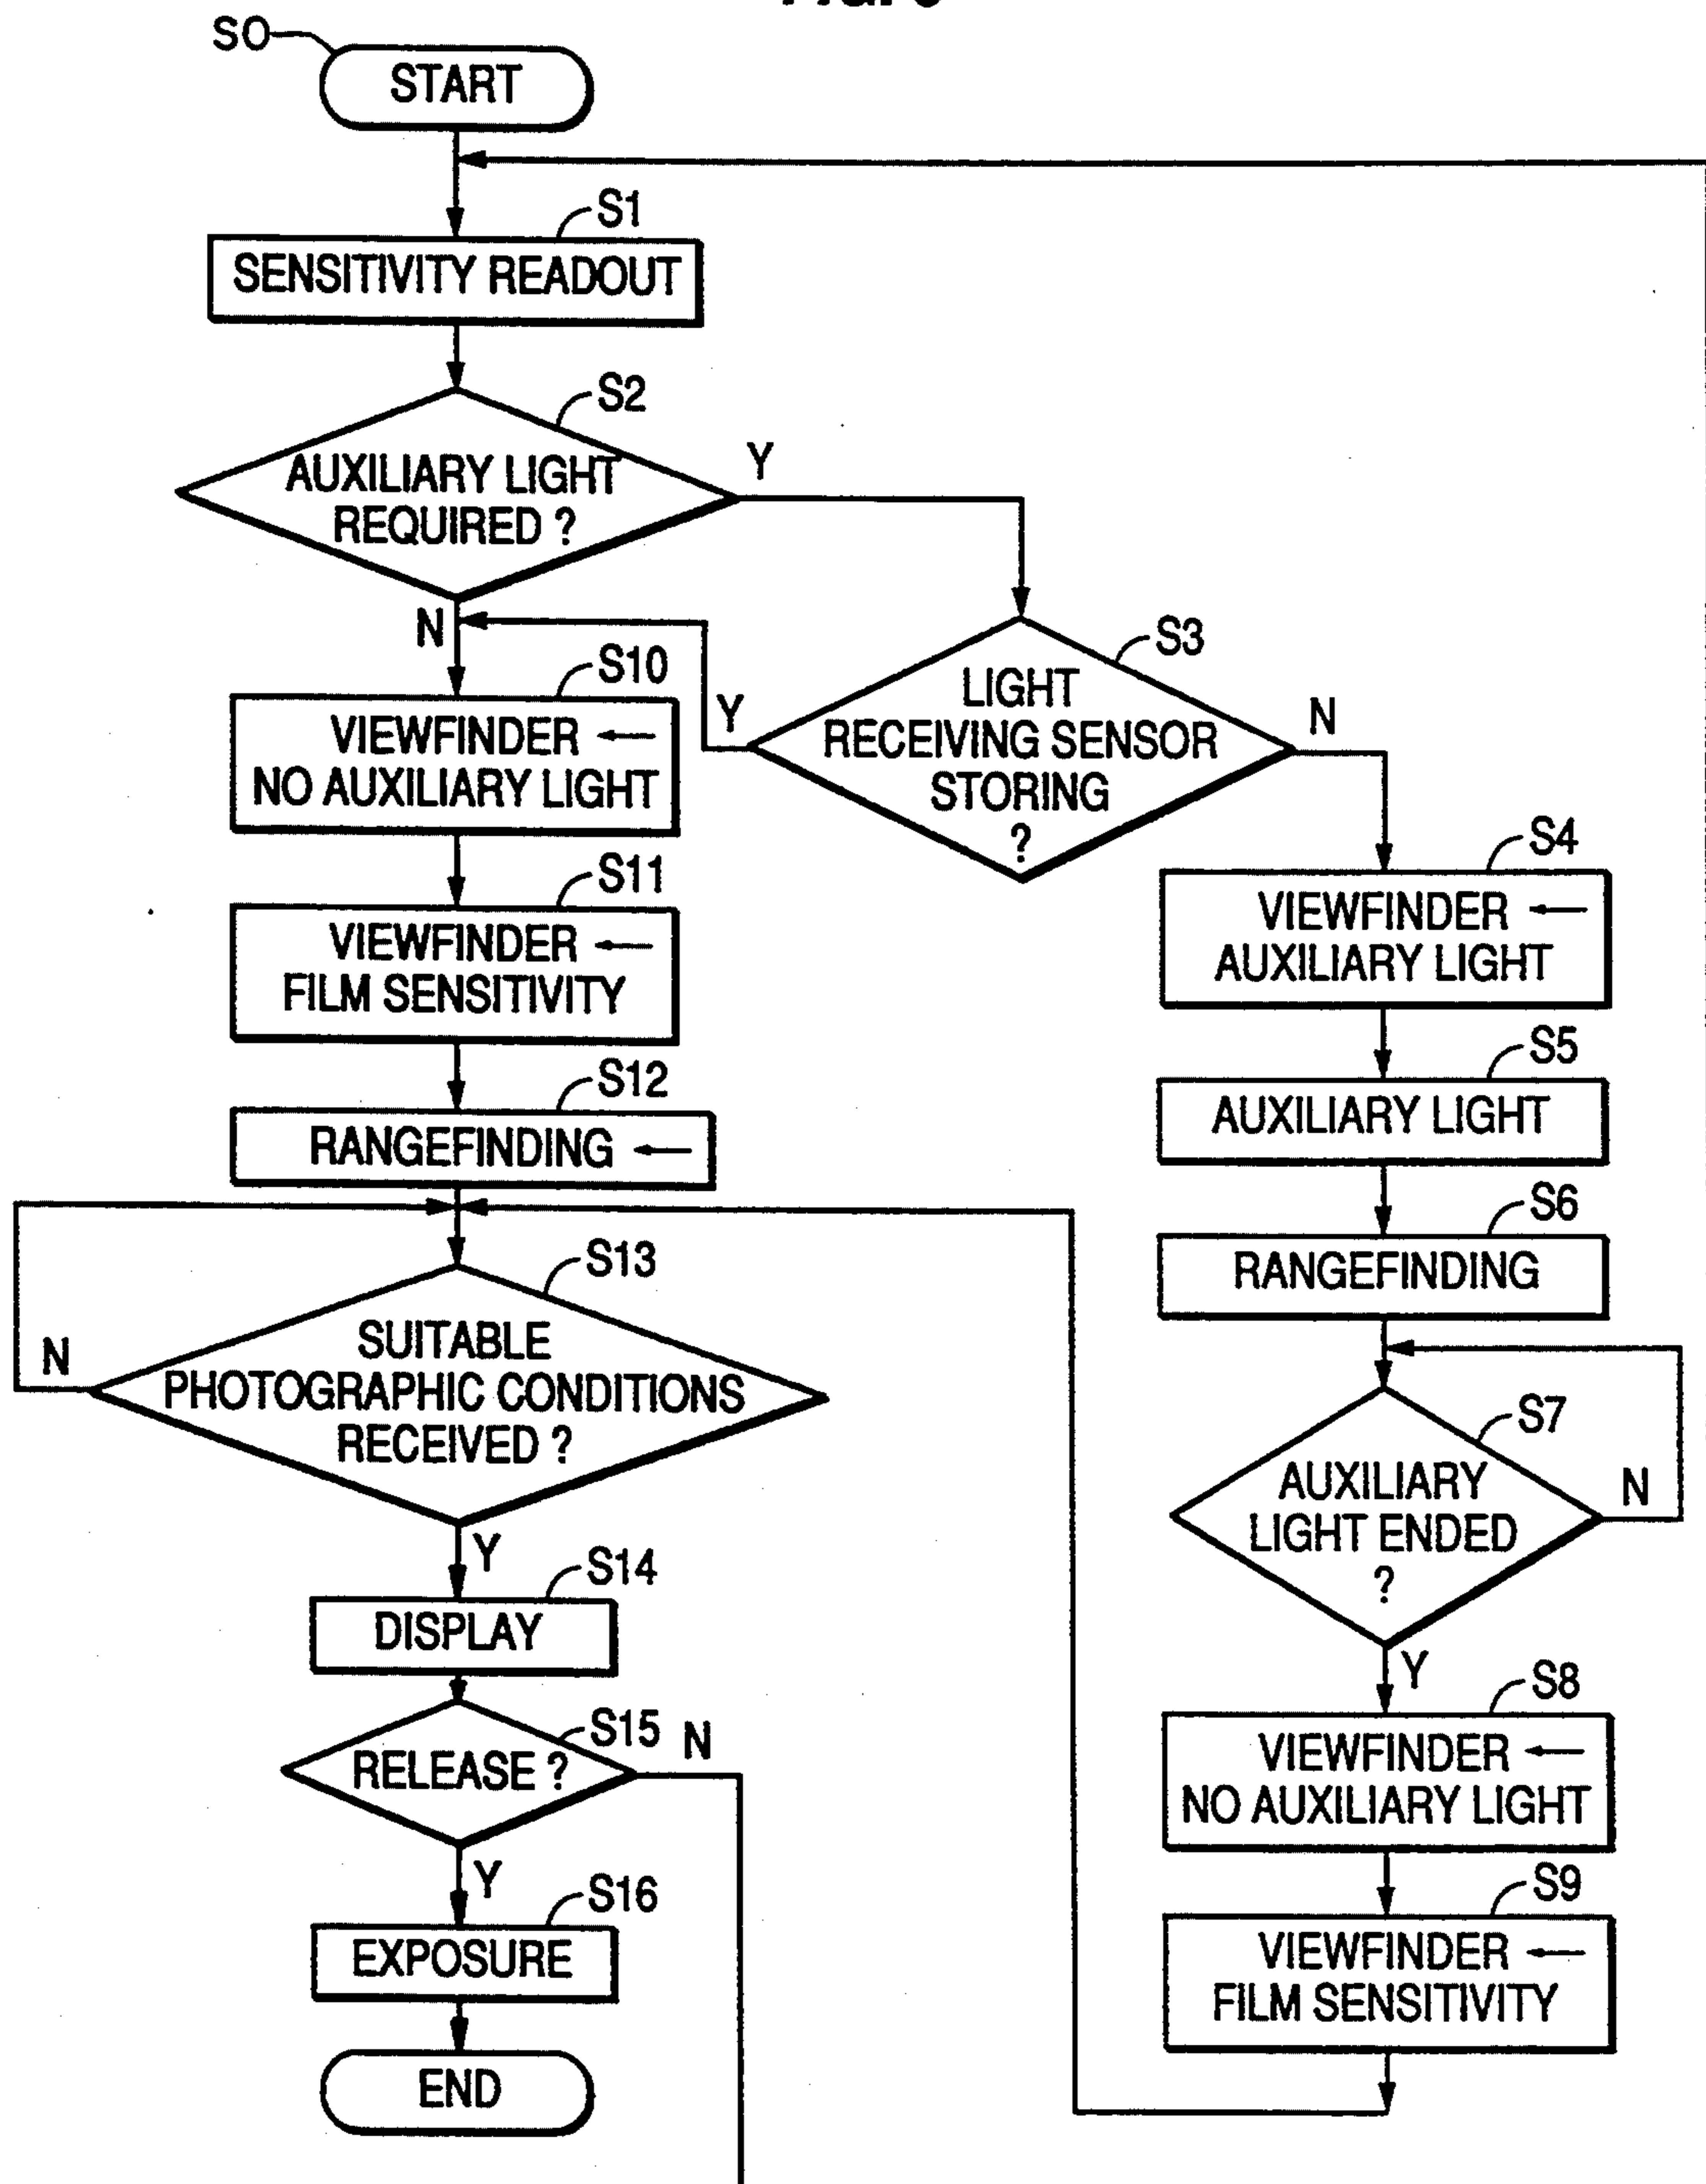 S0
START
S1
SENSITIVITY READOUT
S2
AUXILIARY LIGHT
REQUIRED ?
Y
N
S3
LIGHT
RECEIVING SENSOR
STORING
?
Y
N
S10
VIEWFINDER ←
NO AUXILIARY LIGHT
S11
VIEWFINDER ←
FILM SENSITIVITY
S12
RANGEFINDING ←
S4
VIEWFINDER ←
AUXILIARY LIGHT
S5
AUXILIARY LIGHT
S6
RANGEFINDING
S7
AUXILIARY
LIGHT ENDED
?
N
Y
S8
VIEWFINDER ←
NO AUXILIARY LIGHT
S9
VIEWFINDER ←
FILM SENSITIVITY
S13
SUITABLE
PHOTOGRAPHIC CONDITIONS
RECEIVED ?
N
Y
S14
DISPLAY
S15
RELEASE ?
N
Y
S16
EXPOSURE
END